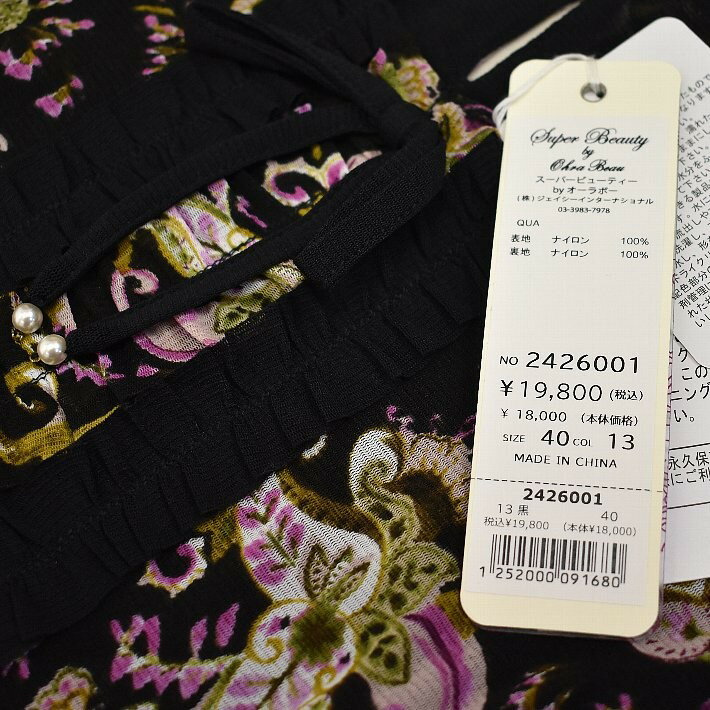 Super Beauty
by
Ohra Beau
スーパービューティー
by オーラボー
(株)ジェイシーインターナショナル
03-3983-7978
QUA
表地 ナイロン 100%
裏地 ナイロン 100%
NO 2426001
¥19,800(税込)
¥ 18,000 (本体価格)
SIZE 40 COL 13
MADE IN CHINA
2426001
13 黒 40
税込¥19,800 (本体¥18,000)
1 252000 091680